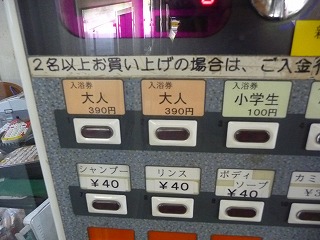 2名以上お買い上げの場合は、ご入金
入浴券
大人
390円
入浴券
大人
390円
入浴券
小学生
100円
シャンプー
¥40
リンス
¥40
ボディ
ソープ
¥40
カミ